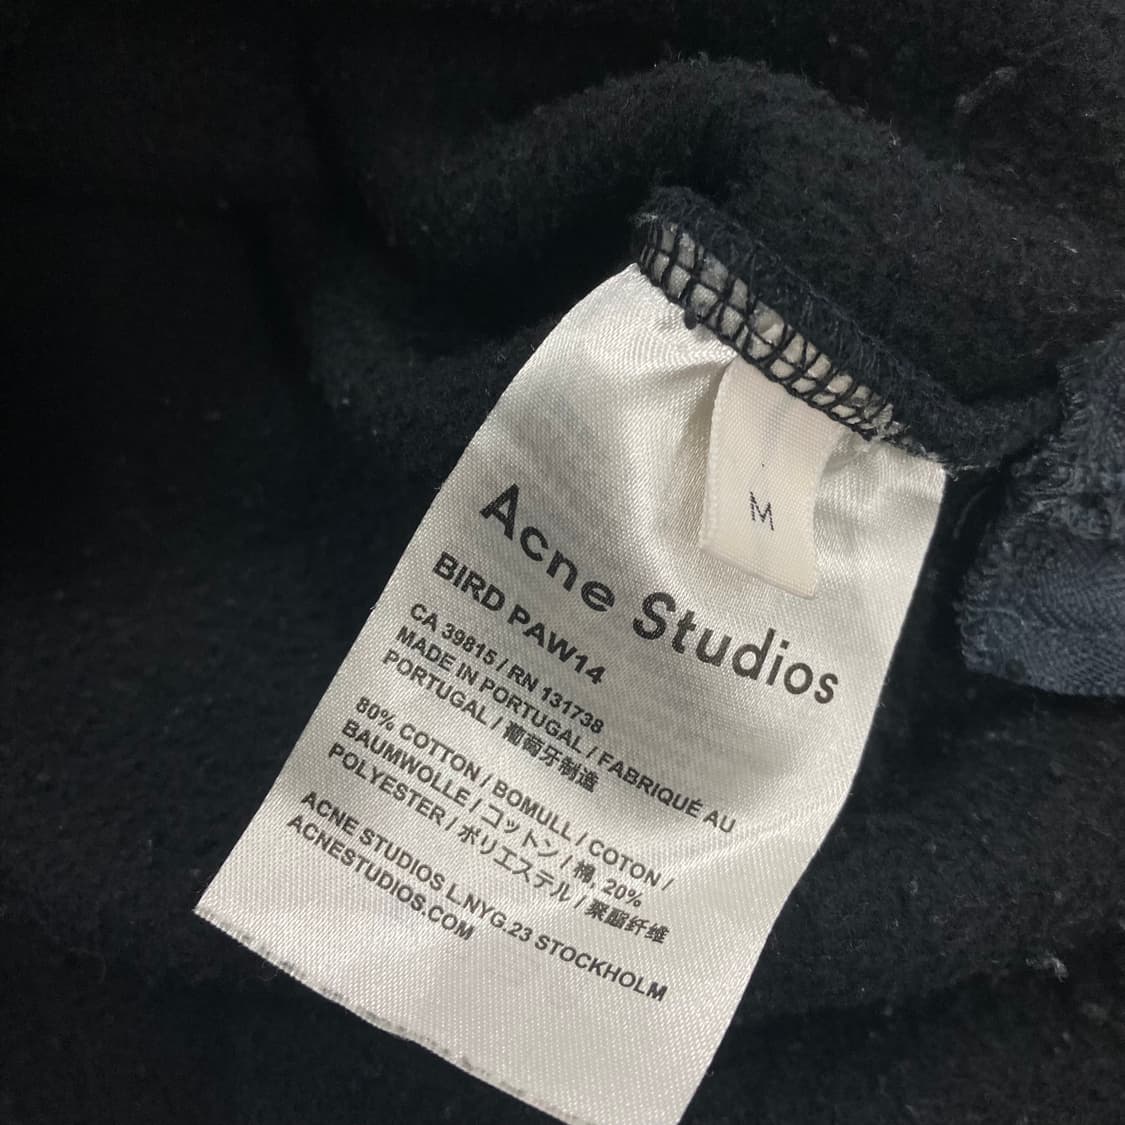 M
Acne Studios
BIRD PAW14
CA 39815 / RN 131738
MADE IN PORTUGAL / FABRIQUÉ AU
PORTUGAL / 葡萄牙制造
80% COTTON / BOMULL / COTON /
BAUMWOLLE / コットン / 棉, 20%
POLYESTER / ポリエステル / 聚酯纤维
ACNE STUDIOS L.NYG.23 STOCKHOLM
ACNESTUDIOS.COM